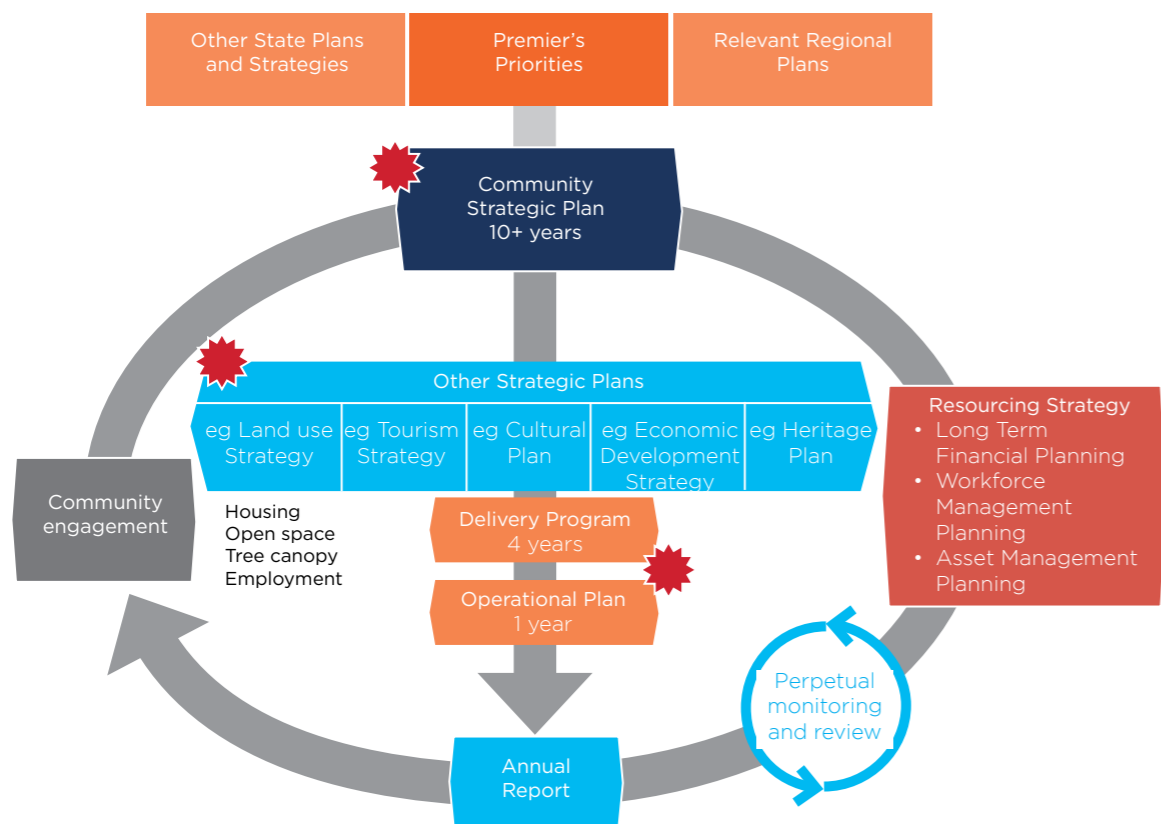 Other State Plans
and Strategies
Premier's
Priorities
Relevant Regional
Plans
Community
Strategic Plan
10+ years
Other Strategic Plans
eg Land use
Strategy
eg Tourism
Strategy
eg Cultural
Plan
eg Economic
Development
Strategy
eg Heritage
Plan
Resourcing Strategy
• Long Term
Financial Planning
• Workforce
Management
Planning
• Asset Management
Planning
Community
engagement
Housing
Open space
Tree canopy
Employment
Delivery Program
4 years
Operational Plan
1 year
Perpetual
monitoring
and review
Annual
Report